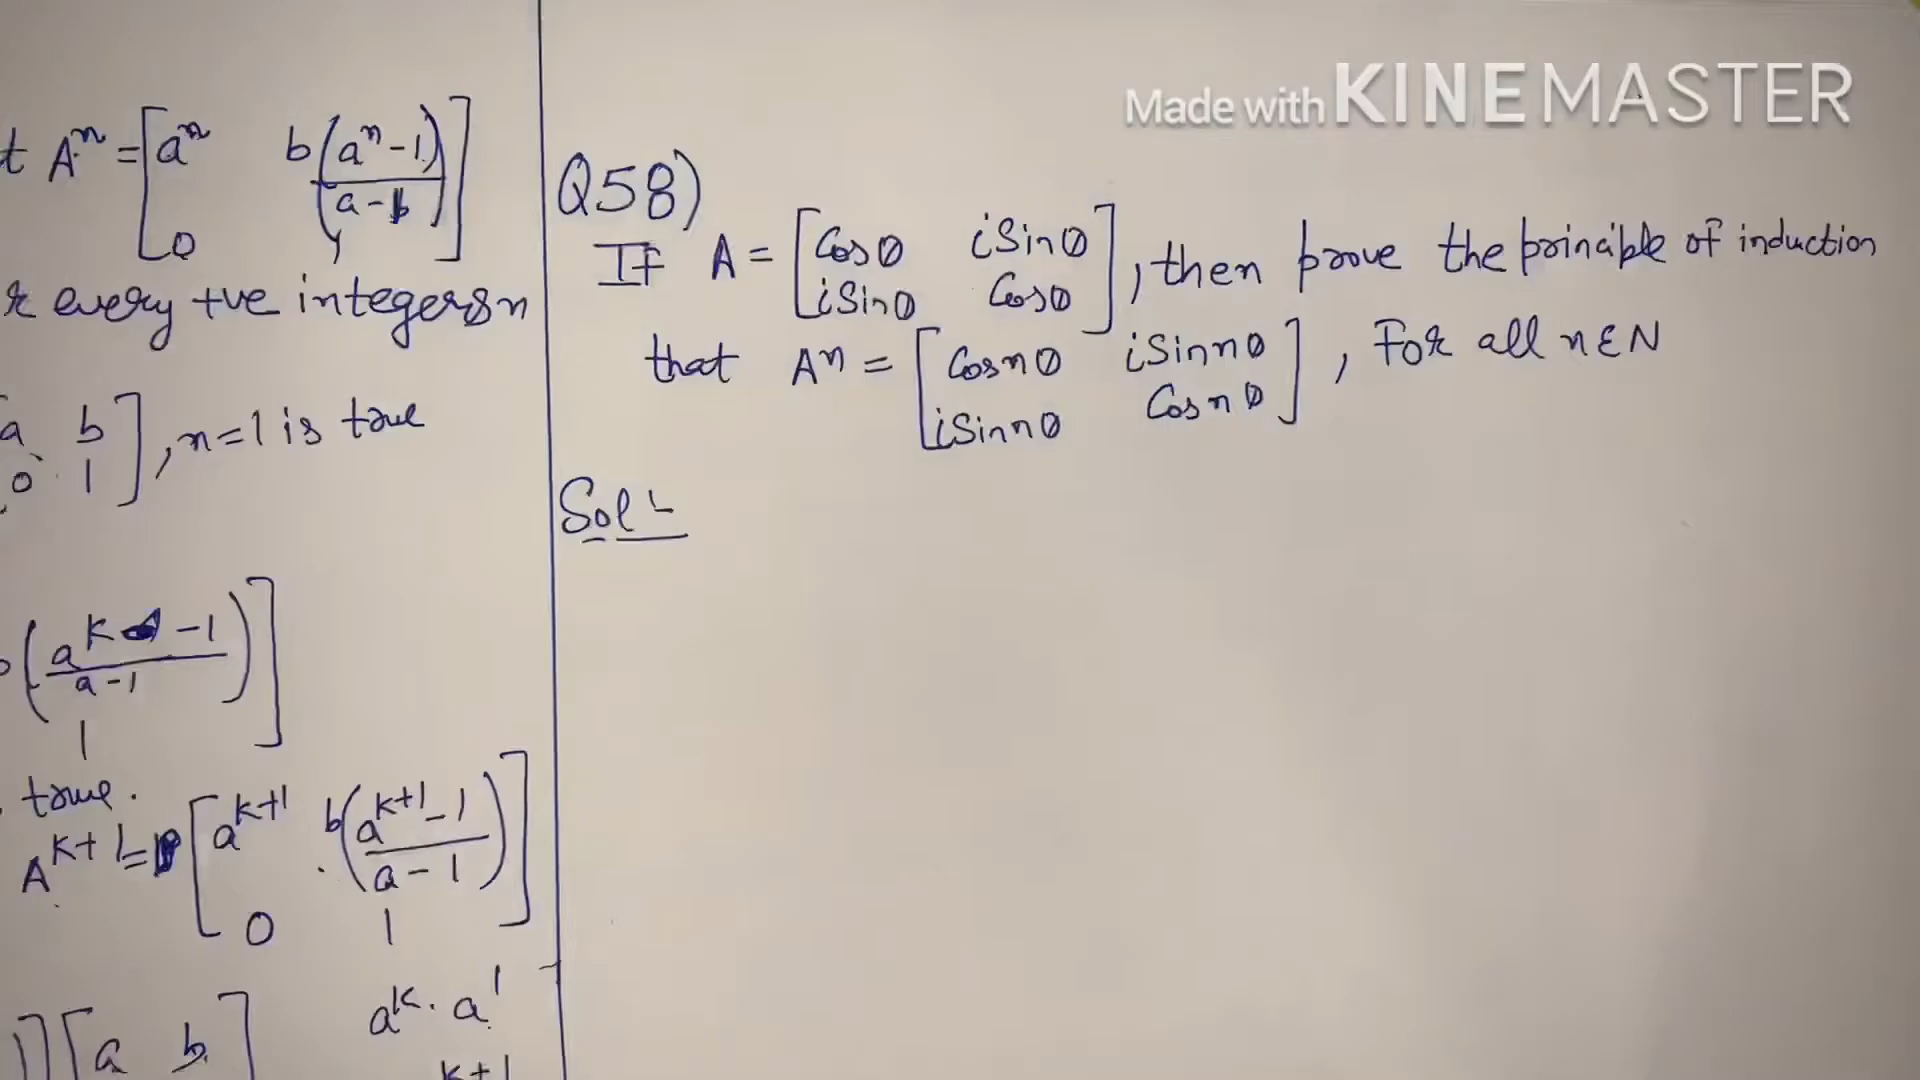 Made with KINEMASTER
t Aⁿ = [aⁿ b(aⁿ-1)/(a-1)
0 1]
r every +ve integers n
a b
0 1], n=1 is true
(a^k -1 / a-1)]
1
true.
A^k+1 = [a^k+1 b(a^k+1 - 1 / a-1)
0 1]
a^k . a^1
][a b]
k+1
Q58)
If A = [Cosθ iSinθ
iSinθ Cosθ], then prove the principle of induction
that Aⁿ = [Cosnθ iSinnθ
iSinnθ Cosnθ], For all n∈N
Sol:-